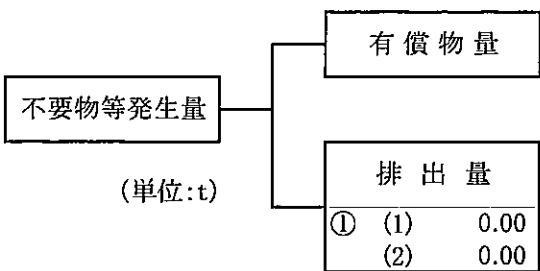 有償物量
不要物等発生量
(単位:t)
排出量
① (1) 0.00
(2) 0.00